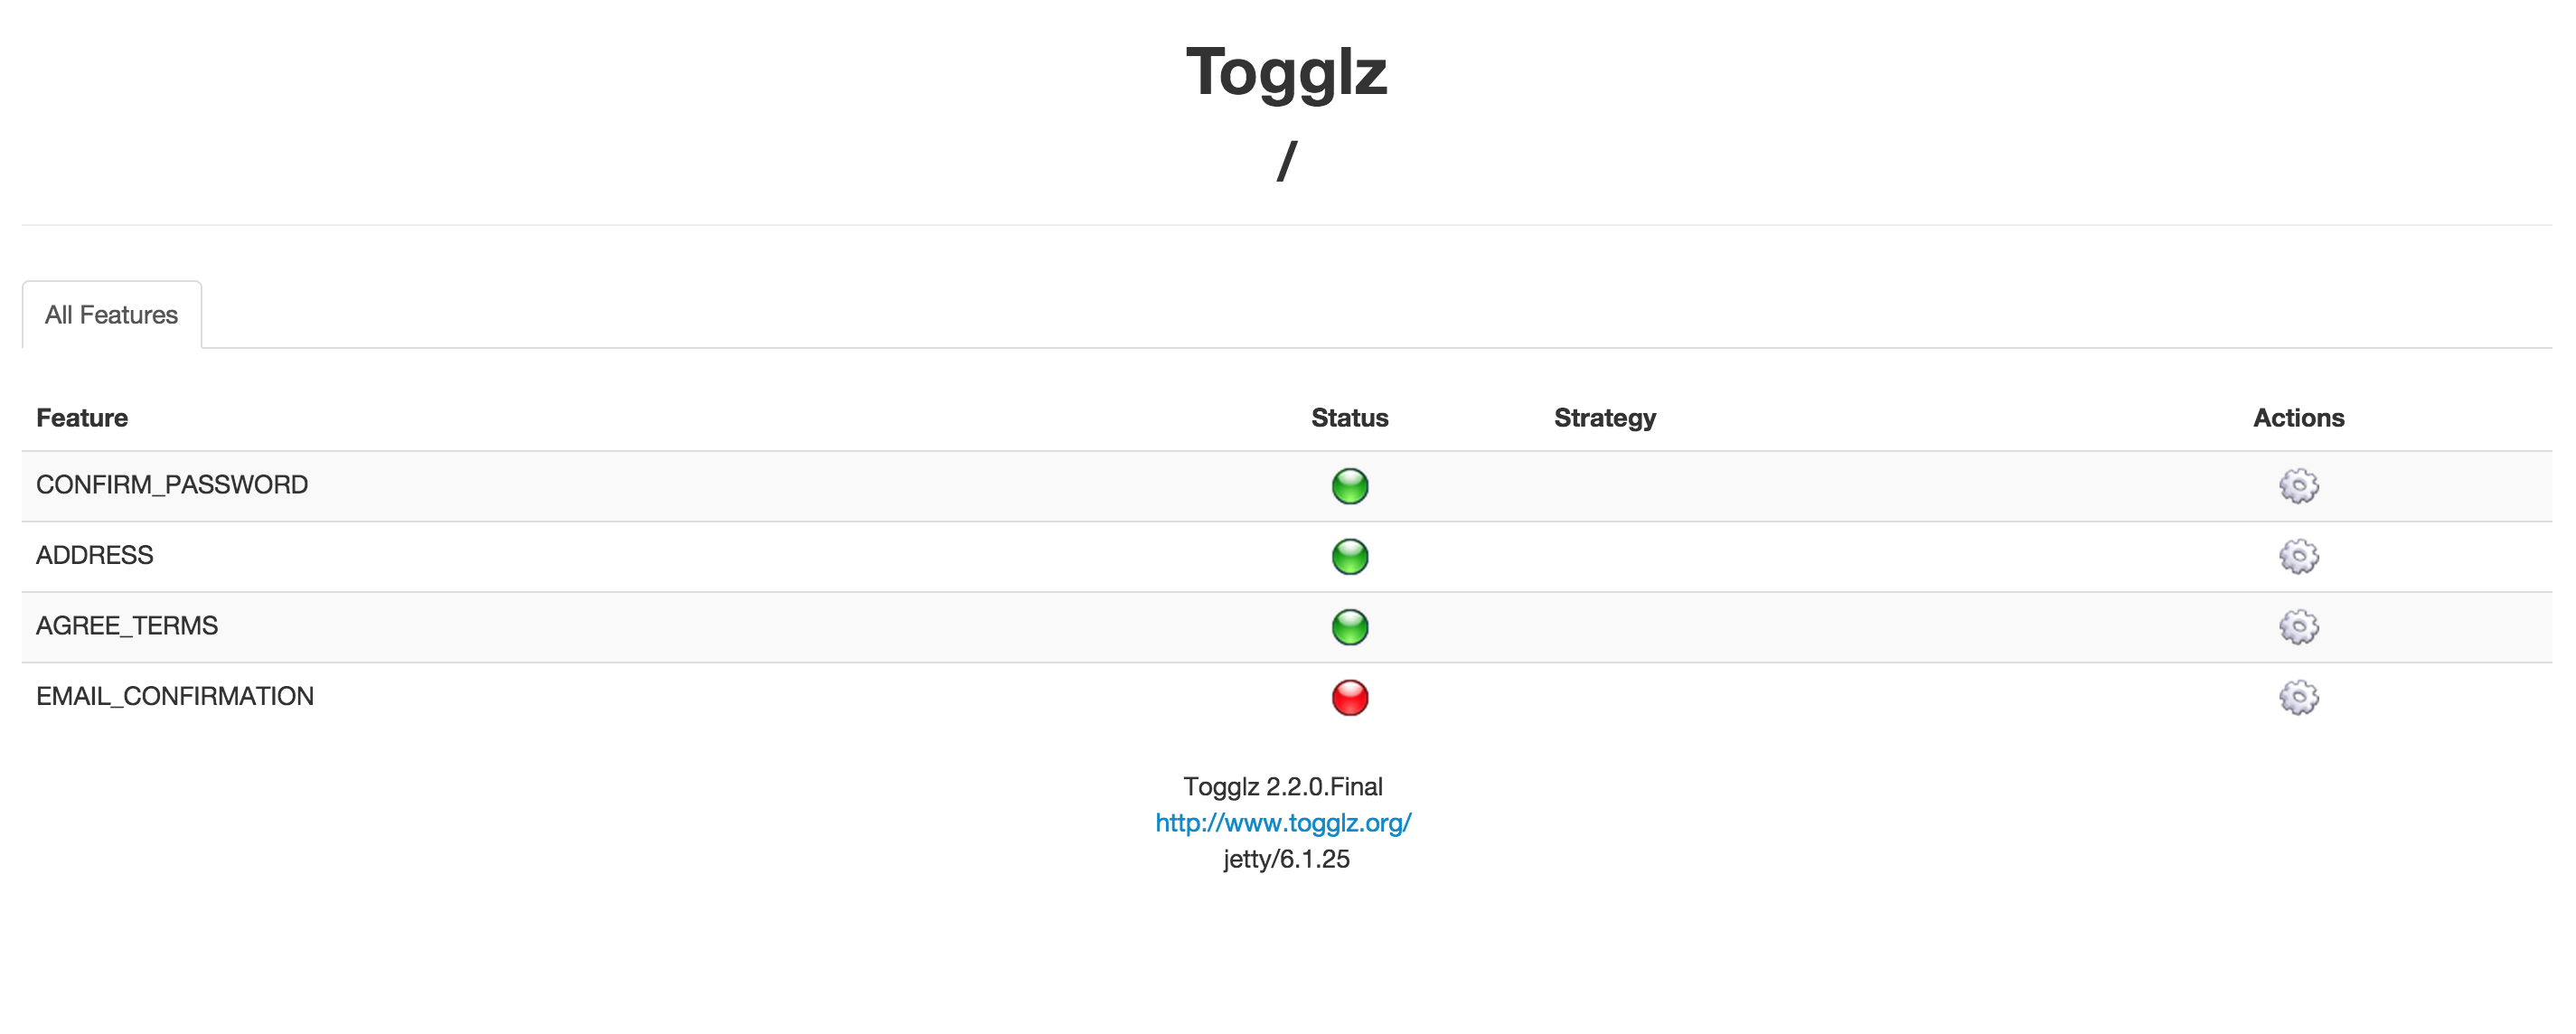 Togglz
/
All Features
Feature Status Strategy Actions
CONFIRM_PASSWORD
ADDRESS
AGREE_TERMS
EMAIL_CONFIRMATION
Togglz 2.2.0.Final
http://www.togglz.org/
jetty/6.1.25